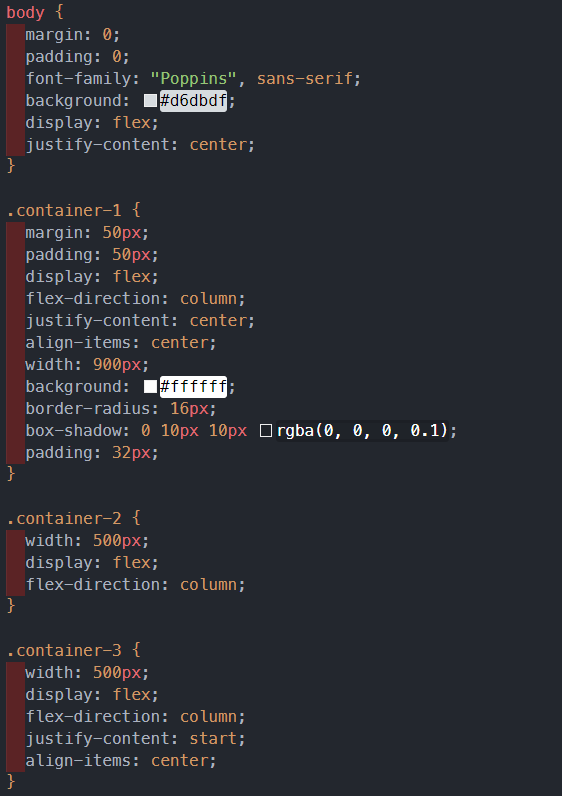 body {
  margin: 0;
  padding: 0;
  font-family: "Poppins", sans-serif;
  background: #d6dbdf;
  display: flex;
  justify-content: center;
}

.container-1 {
  margin: 50px;
  padding: 50px;
  display: flex;
  flex-direction: column;
  justify-content: center;
  align-items: center;
  width: 900px;
  background: #ffffff;
  border-radius: 16px;
  box-shadow: 0 10px 10px rgba(0, 0, 0, 0.1);
  padding: 32px;
}

.container-2 {
  width: 500px;
  display: flex;
  flex-direction: column;
}

.container-3 {
  width: 500px;
  display: flex;
  flex-direction: column;
  justify-content: start;
  align-items: center;
}